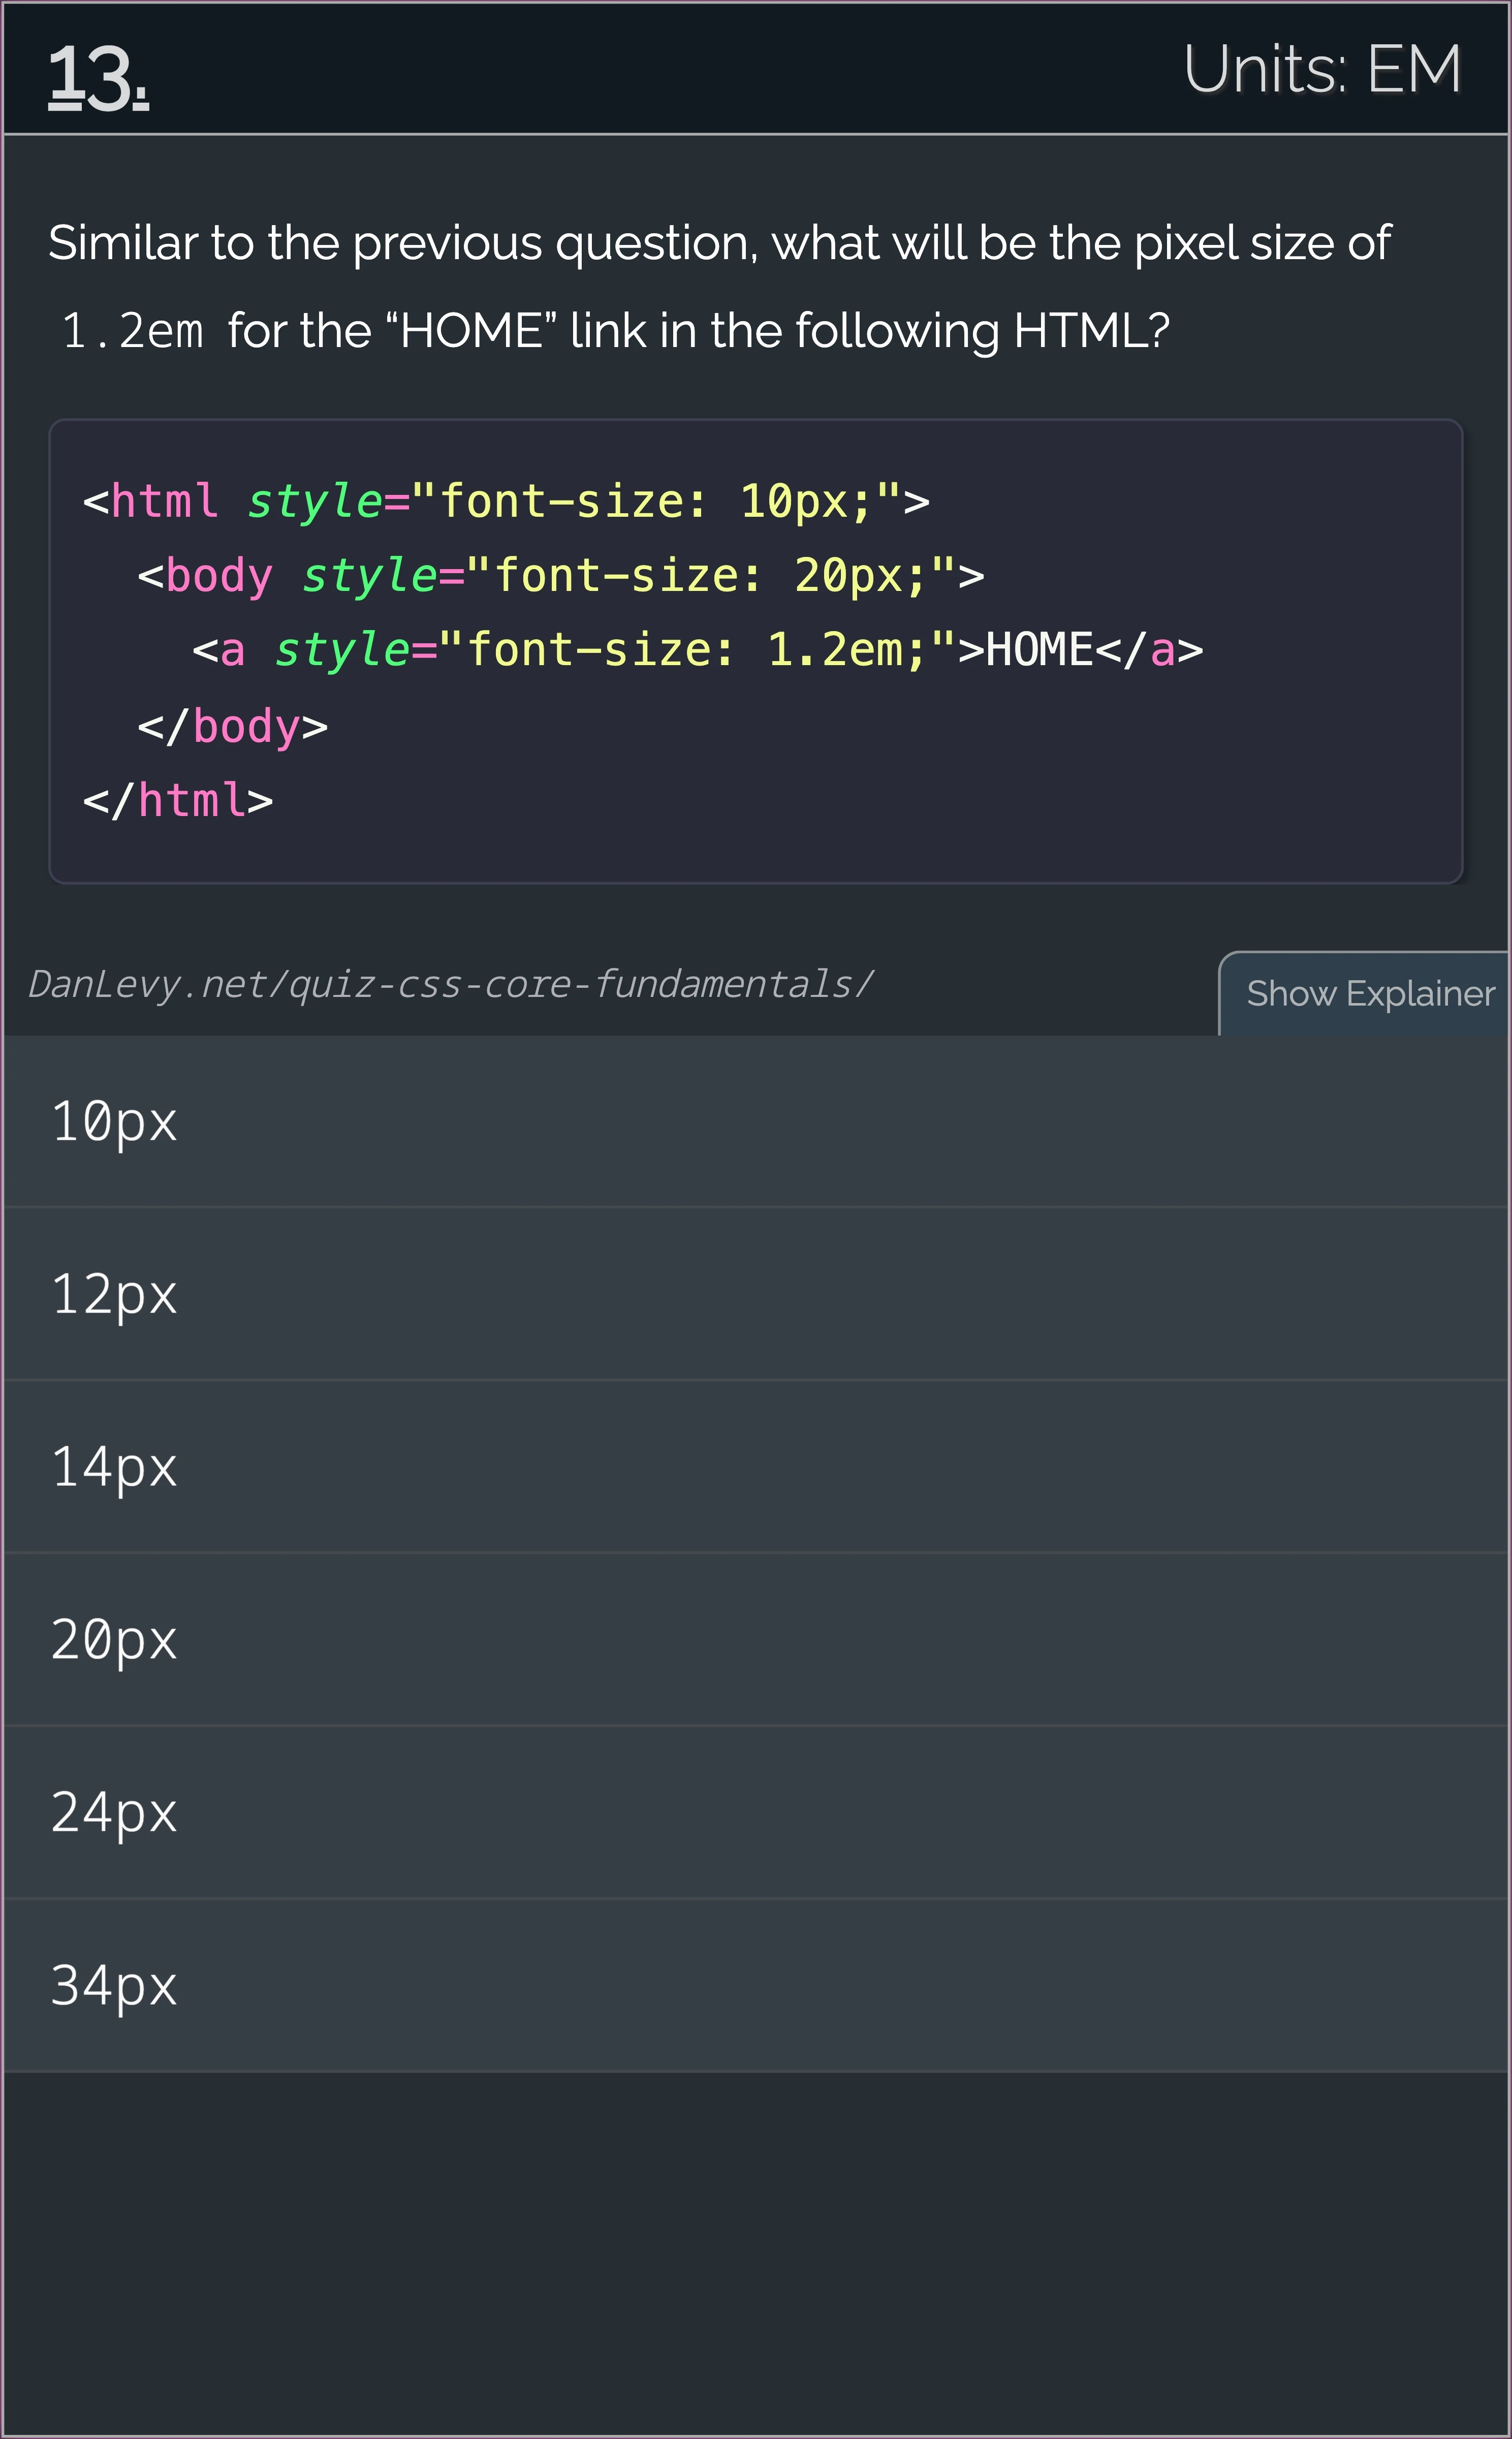 13.
Units: EM
Similar to the previous question, what will be the pixel size of
1.2em for the “HOME” link in the following HTML?
<html style="font-size: 10px;">
  <body style="font-size: 20px;">
    <a style="font-size: 1.2em;">HOME</a>
  </body>
</html>
DanLevy.net/quiz-css-core-fundamentals/
Show Explainer
10px
12px
14px
20px
24px
34px